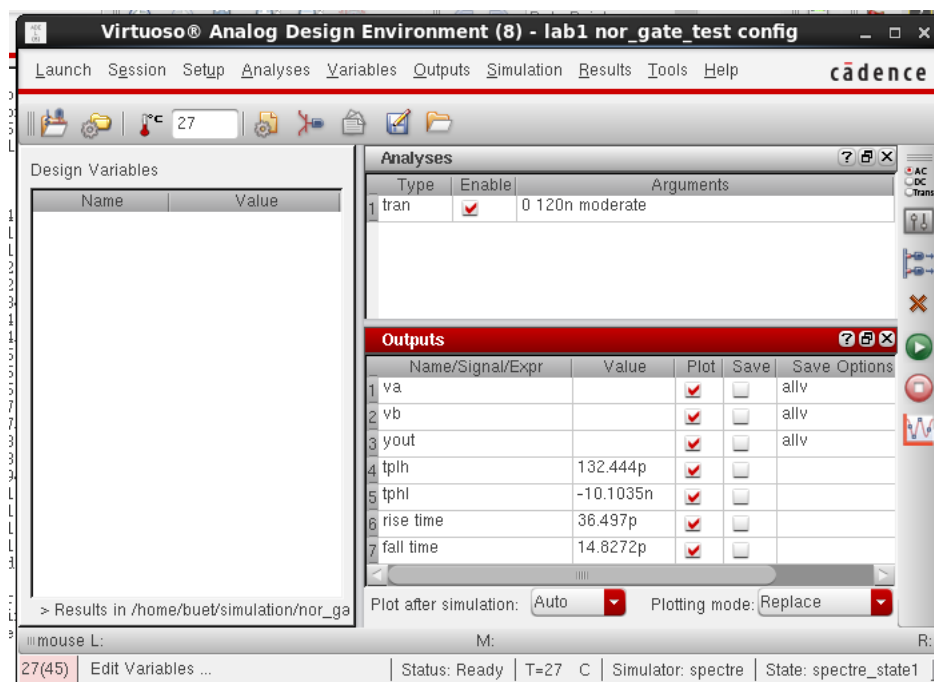 Virtuoso® Analog Design Environment (8) - lab1 nor_gate_test config
Launch Session Setup Analyses Variables Outputs Simulation Results Tools Help cādence
°C 27
Design Variables
Name Value
> Results in /home/buet/simulation/nor_ga
Analyses
Type Enable Arguments
1 tran 0 120n moderate
AC
DC
Trans
Outputs
Name/Signal/Expr Value Plot Save Save Options
1 va allv
2 vb allv
3 yout allv
4 tplh 132.444p
5 tphl -10.1035n
6 rise time 36.497p
7 fall time 14.8272p
Plot after simulation: Auto Plotting mode: Replace
mouse L: M: R:
27(45) Edit Variables ... Status: Ready T=27 C Simulator: spectre State: spectre_state1